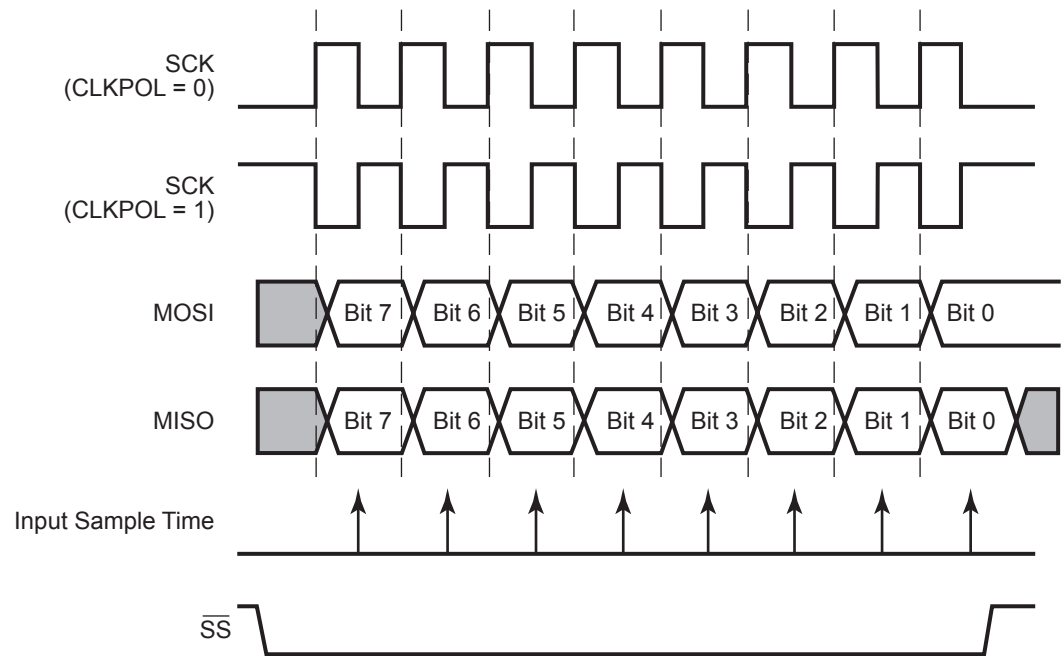 SCK
(CLKPOL = 0)
SCK
(CLKPOL = 1)
MOSI
Bit 7 Bit 6 Bit 5 Bit 4 Bit 3 Bit 2 Bit 1 Bit 0
MISO
Bit 7 Bit 6 Bit 5 Bit 4 Bit 3 Bit 2 Bit 1 Bit 0
Input Sample Time
S̅S̅